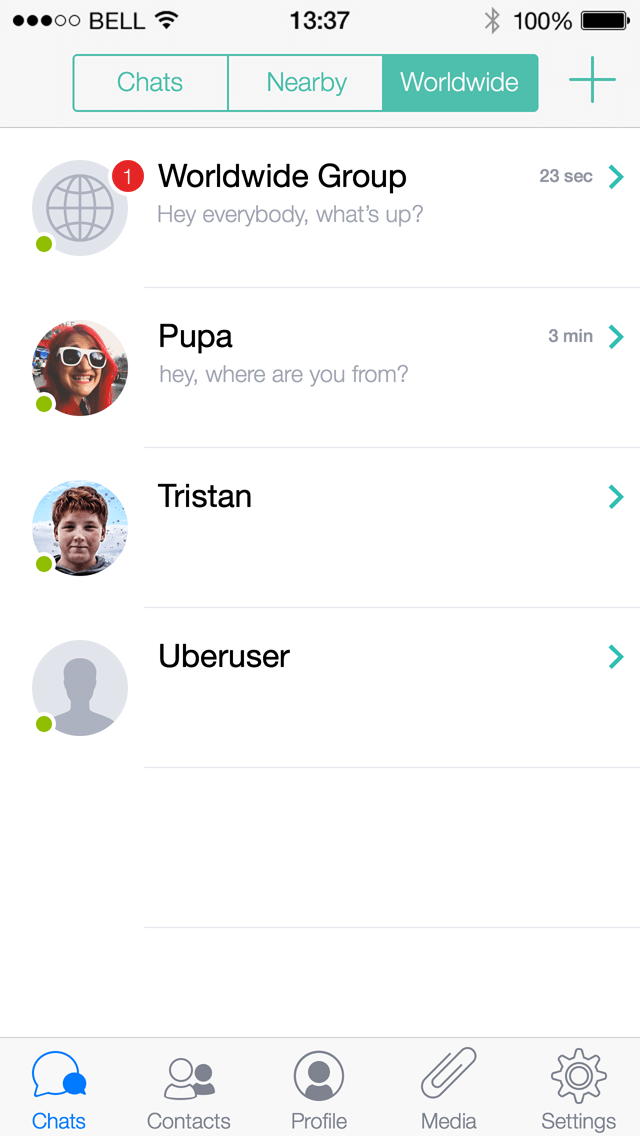 BELL 13:37 100%
Chats Nearby Worldwide
1 Worldwide Group 23 sec
Hey everybody, what's up?
Pupa 3 min
hey, where are you from?
Tristan
Uberuser
Chats Contacts Profile Media Settings